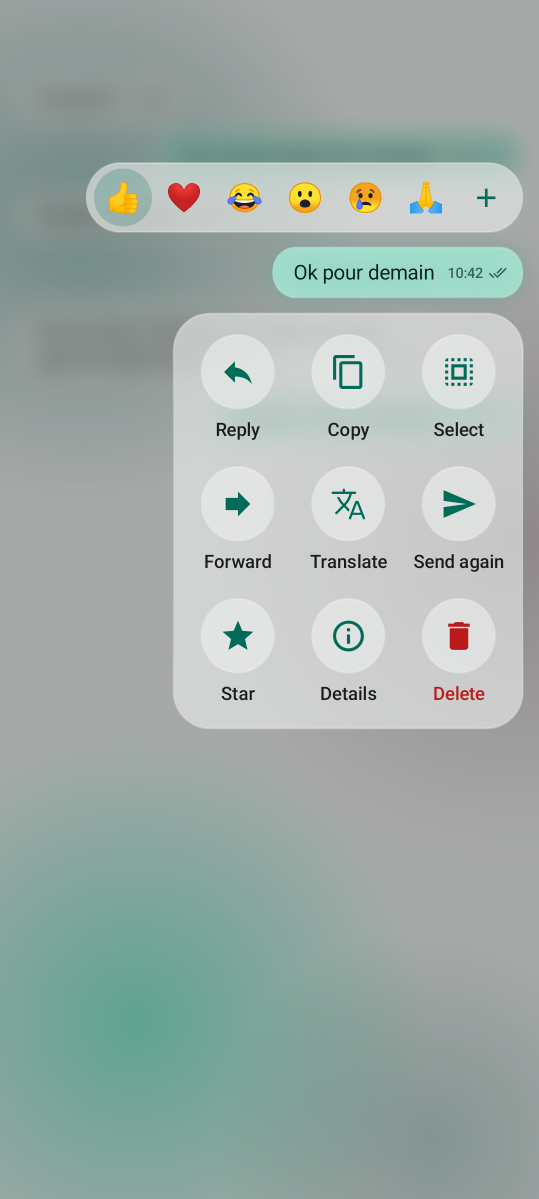 Ok pour demain 10:42
Reply Copy Select
Forward Translate Send again
Star Details Delete